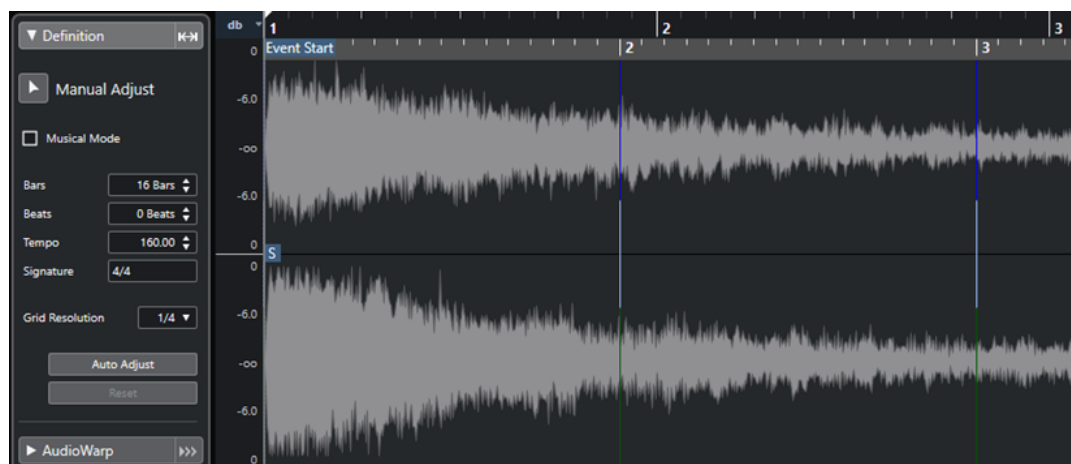 Definition
Manual Adjust
Musical Mode
Bars 16 Bars
Beats 0 Beats
Tempo 160.00
Signature 4/4
Grid Resolution 1/4
Auto Adjust
Reset
AudioWarp
db 1 2 3
0 Event Start 2 3
-6.0
-oo
-6.0
0
S
0
-6.0
-oo
-6.0
0